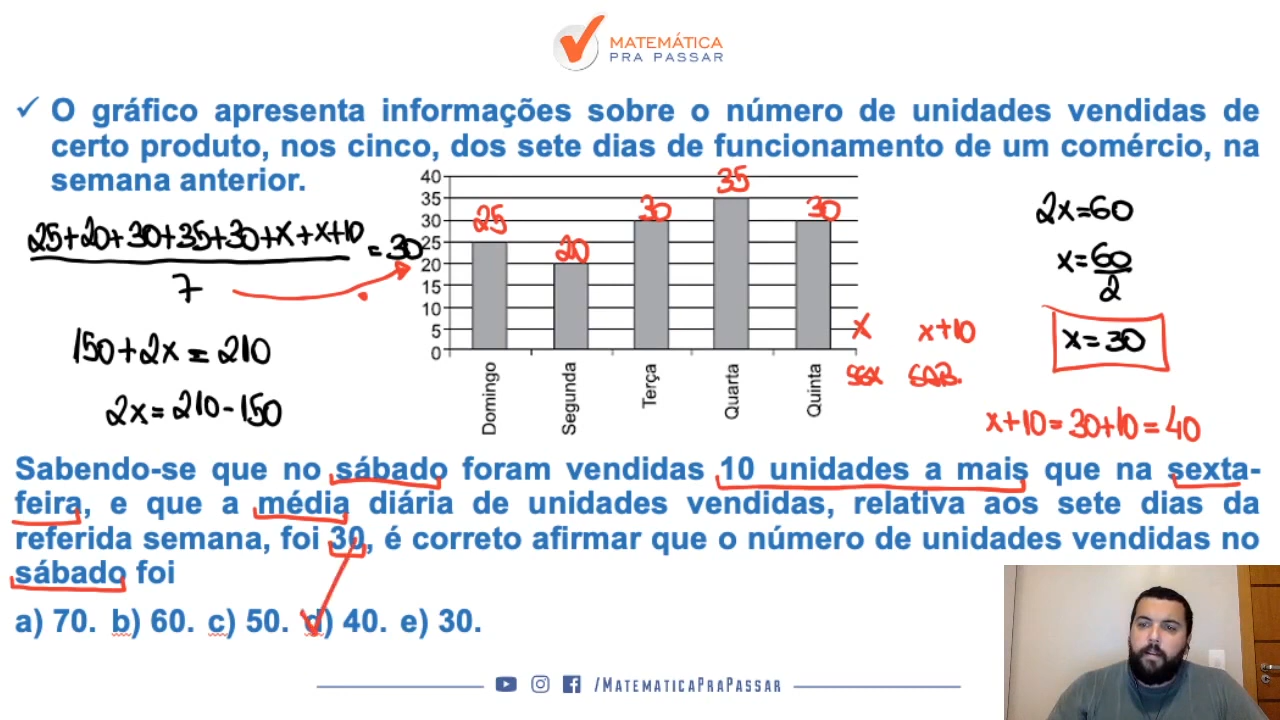 MATEMÁTICA
PRA PASSAR
✓ O gráfico apresenta informações sobre o número de unidades vendidas de
certo produto, nos cinco, dos sete dias de funcionamento de um comércio, na
semana anterior.
25+20+30+35+30+x+x+10 = 30
7
150+2x = 210
2x = 210-150
40
35
30
25
20
15
10
5
0
25
20
30
35
30
x
x+10
SEX
SAB.
Domingo
Segunda
Terça
Quarta
Quinta
2x=60
x=60
2
x=30
x+10=30+10=40
Sabendo-se que no sábado foram vendidas 10 unidades a mais que na sexta-
feira, e que a média diária de unidades vendidas, relativa aos sete dias da
referida semana, foi 30, é correto afirmar que o número de unidades vendidas no
sábado foi
a) 70. b) 60. c) 50. d) 40. e) 30.
/MATEMATICAPRAPASSAR